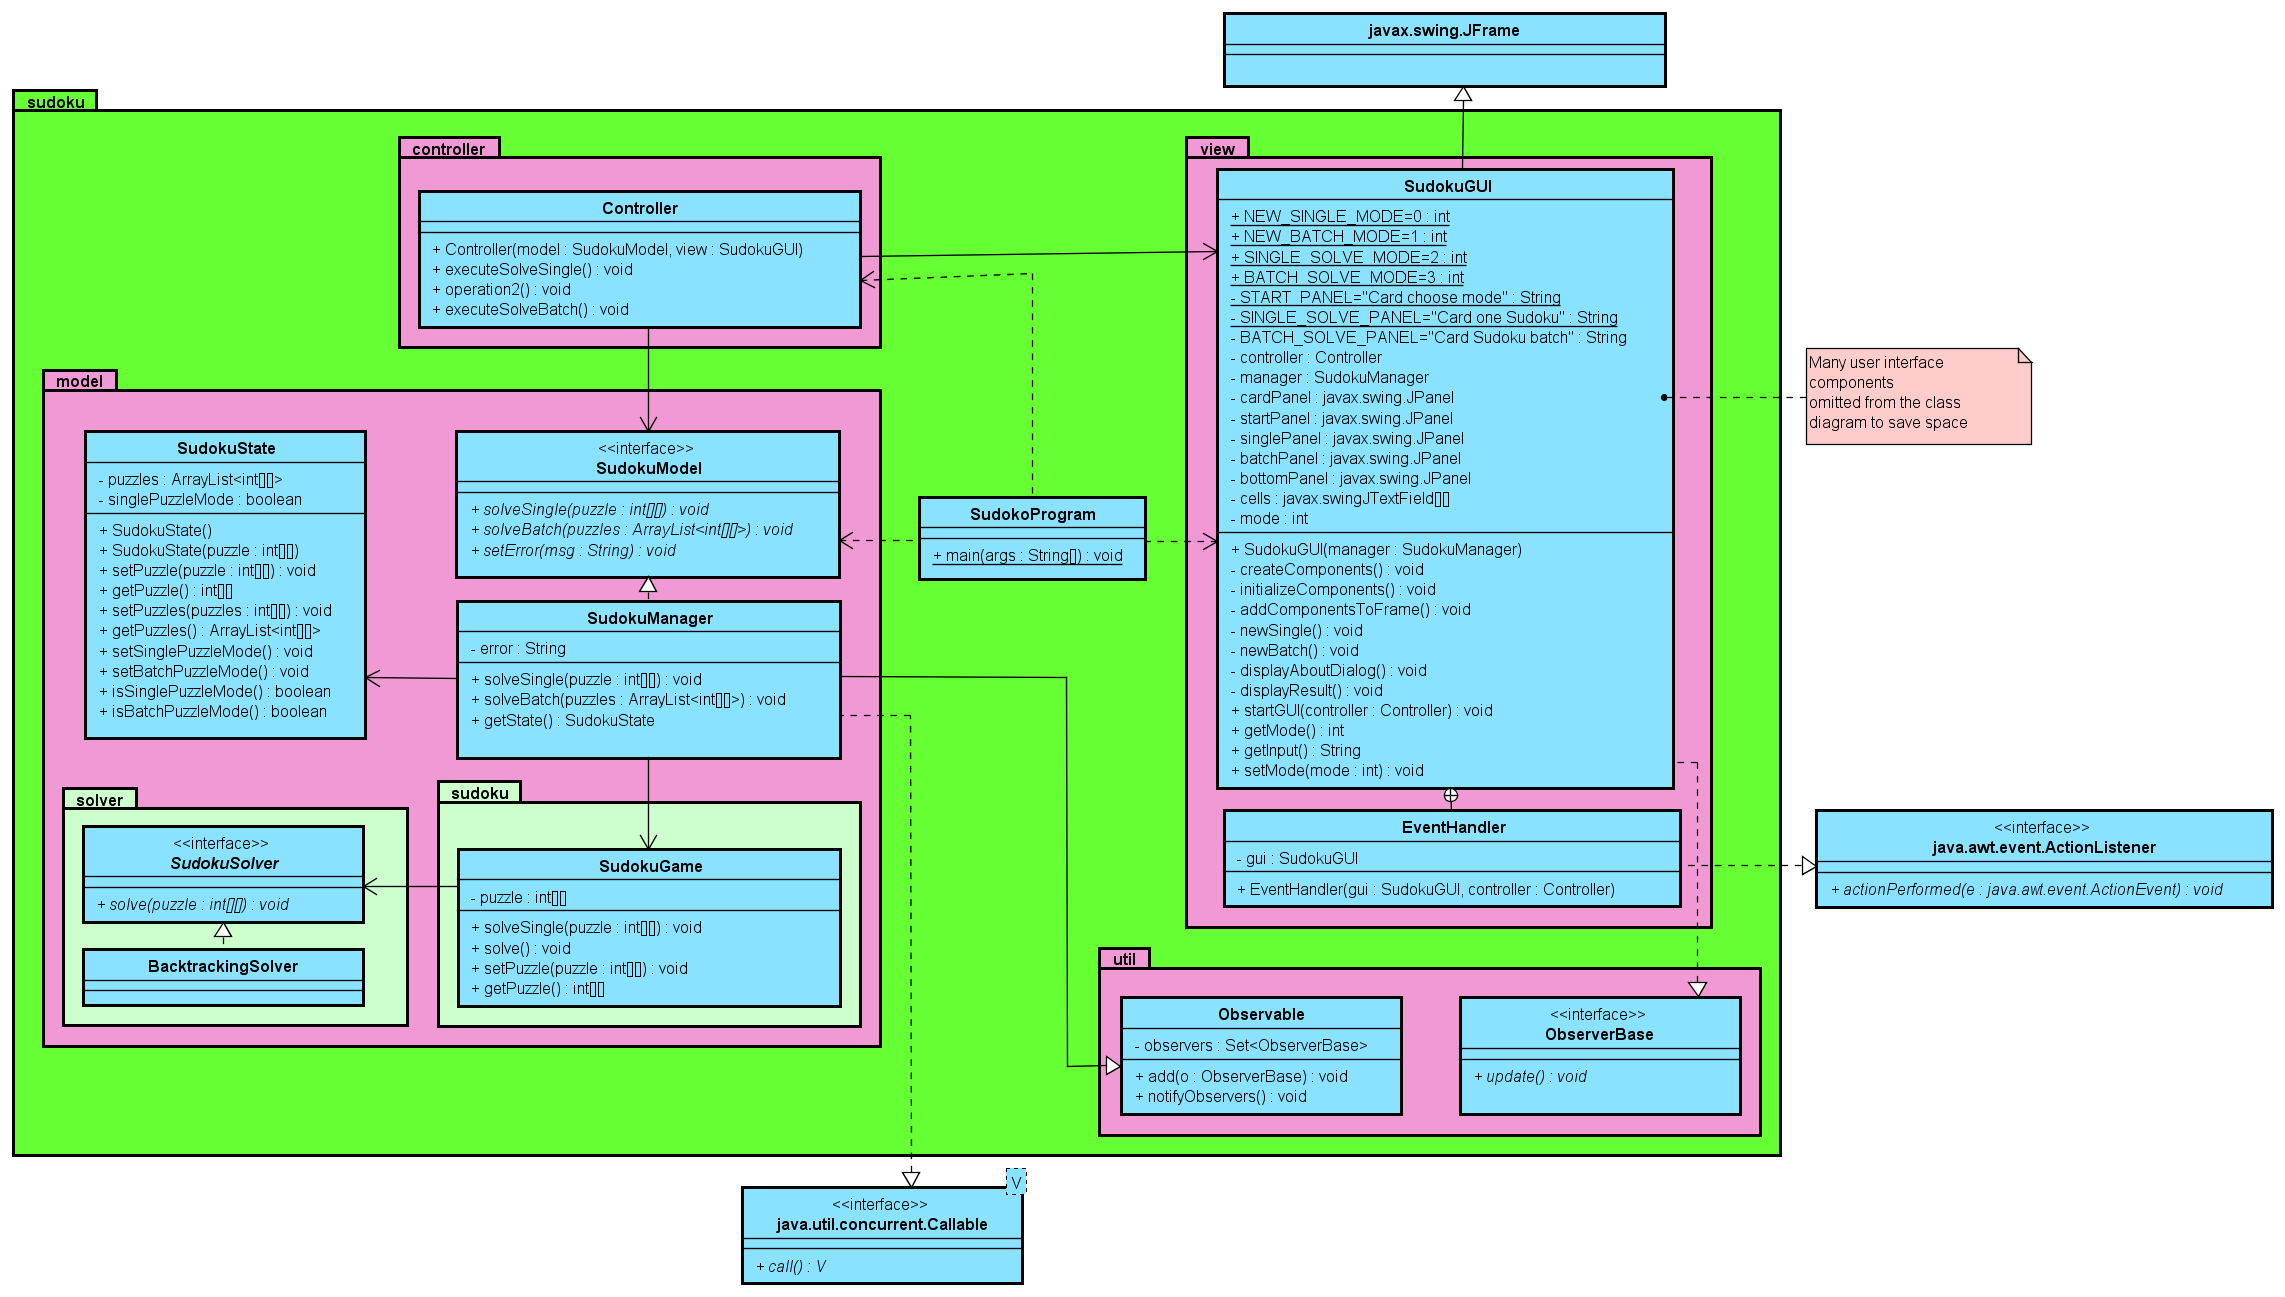 javax.swing.JFrame
sudoku
controller
Controller
+ Controller(model : SudokuModel, view : SudokuGUI)
+ executeSolveSingle() : void
+ operation2() : void
+ executeSolveBatch() : void
view
SudokuGUI
+ NEW_SINGLE_MODE=0 : int
+ NEW_BATCH_MODE=1 : int
+ SINGLE_SOLVE_MODE=2 : int
+ BATCH_SOLVE_MODE=3 : int
- START_PANEL="Card choose mode" : String
- SINGLE_SOLVE_PANEL="Card one Sudoku" : String
- BATCH_SOLVE_PANEL="Card Sudoku batch" : String
- controller : Controller
- manager : SudokuManager
- cardPanel : javax.swing.JPanel
- startPanel : javax.swing.JPanel
- singlePanel : javax.swing.JPanel
- batchPanel : javax.swing.JPanel
- bottomPanel : javax.swing.JPanel
- cells : javax.swingJTextField[][]
- mode : int
+ SudokuGUI(manager : SudokuManager)
- createComponents() : void
- initializeComponents() : void
- addComponentsToFrame() : void
- newSingle() : void
- newBatch() : void
- displayAboutDialog() : void
- displayResult() : void
+ startGUI(controller : Controller) : void
+ getMode() : int
+ getInput() : String
+ setMode(mode : int) : void
Many user interface
components
omitted from the class
diagram to save space
model
SudokuState
- puzzles : ArrayList<int[][]>
- singlePuzzleMode : boolean
+ SudokuState()
+ SudokuState(puzzle : int[][])
+ setPuzzle(puzzle : int[][]) : void
+ getPuzzle() : int[][]
+ setPuzzles(puzzles : int[][]) : void
+ getPuzzles() : ArrayList<int[][]>
+ setSinglePuzzleMode() : void
+ setBatchPuzzleMode() : void
+ isSinglePuzzleMode() : boolean
+ isBatchPuzzleMode() : boolean
<<interface>>
SudokuModel
+ solveSingle(puzzle : int[][]) : void
+ solveBatch(puzzles : ArrayList<int[][]>) : void
+ setError(msg : String) : void
SudokoProgram
+ main(args : String[]) : void
SudokuManager
- error : String
+ solveSingle(puzzle : int[][]) : void
+ solveBatch(puzzles : ArrayList<int[][]>) : void
+ getState() : SudokuState
solver
<<interface>>
SudokuSolver
+ solve(puzzle : int[][]) : void
BacktrackingSolver
sudoku
SudokuGame
- puzzle : int[][]
+ solveSingle(puzzle : int[][]) : void
+ solve() : void
+ setPuzzle(puzzle : int[][]) : void
+ getPuzzle() : int[][]
EventHandler
- gui : SudokuGUI
+ EventHandler(gui : SudokuGUI, controller : Controller)
<<interface>>
java.awt.event.ActionListener
+ actionPerformed(e : java.awt.event.ActionEvent) : void
util
Observable
- observers : Set<ObserverBase>
+ add(o : ObserverBase) : void
+ notifyObservers() : void
<<interface>>
ObserverBase
+ update() : void
V
<<interface>>
java.util.concurrent.Callable
+ call() : V